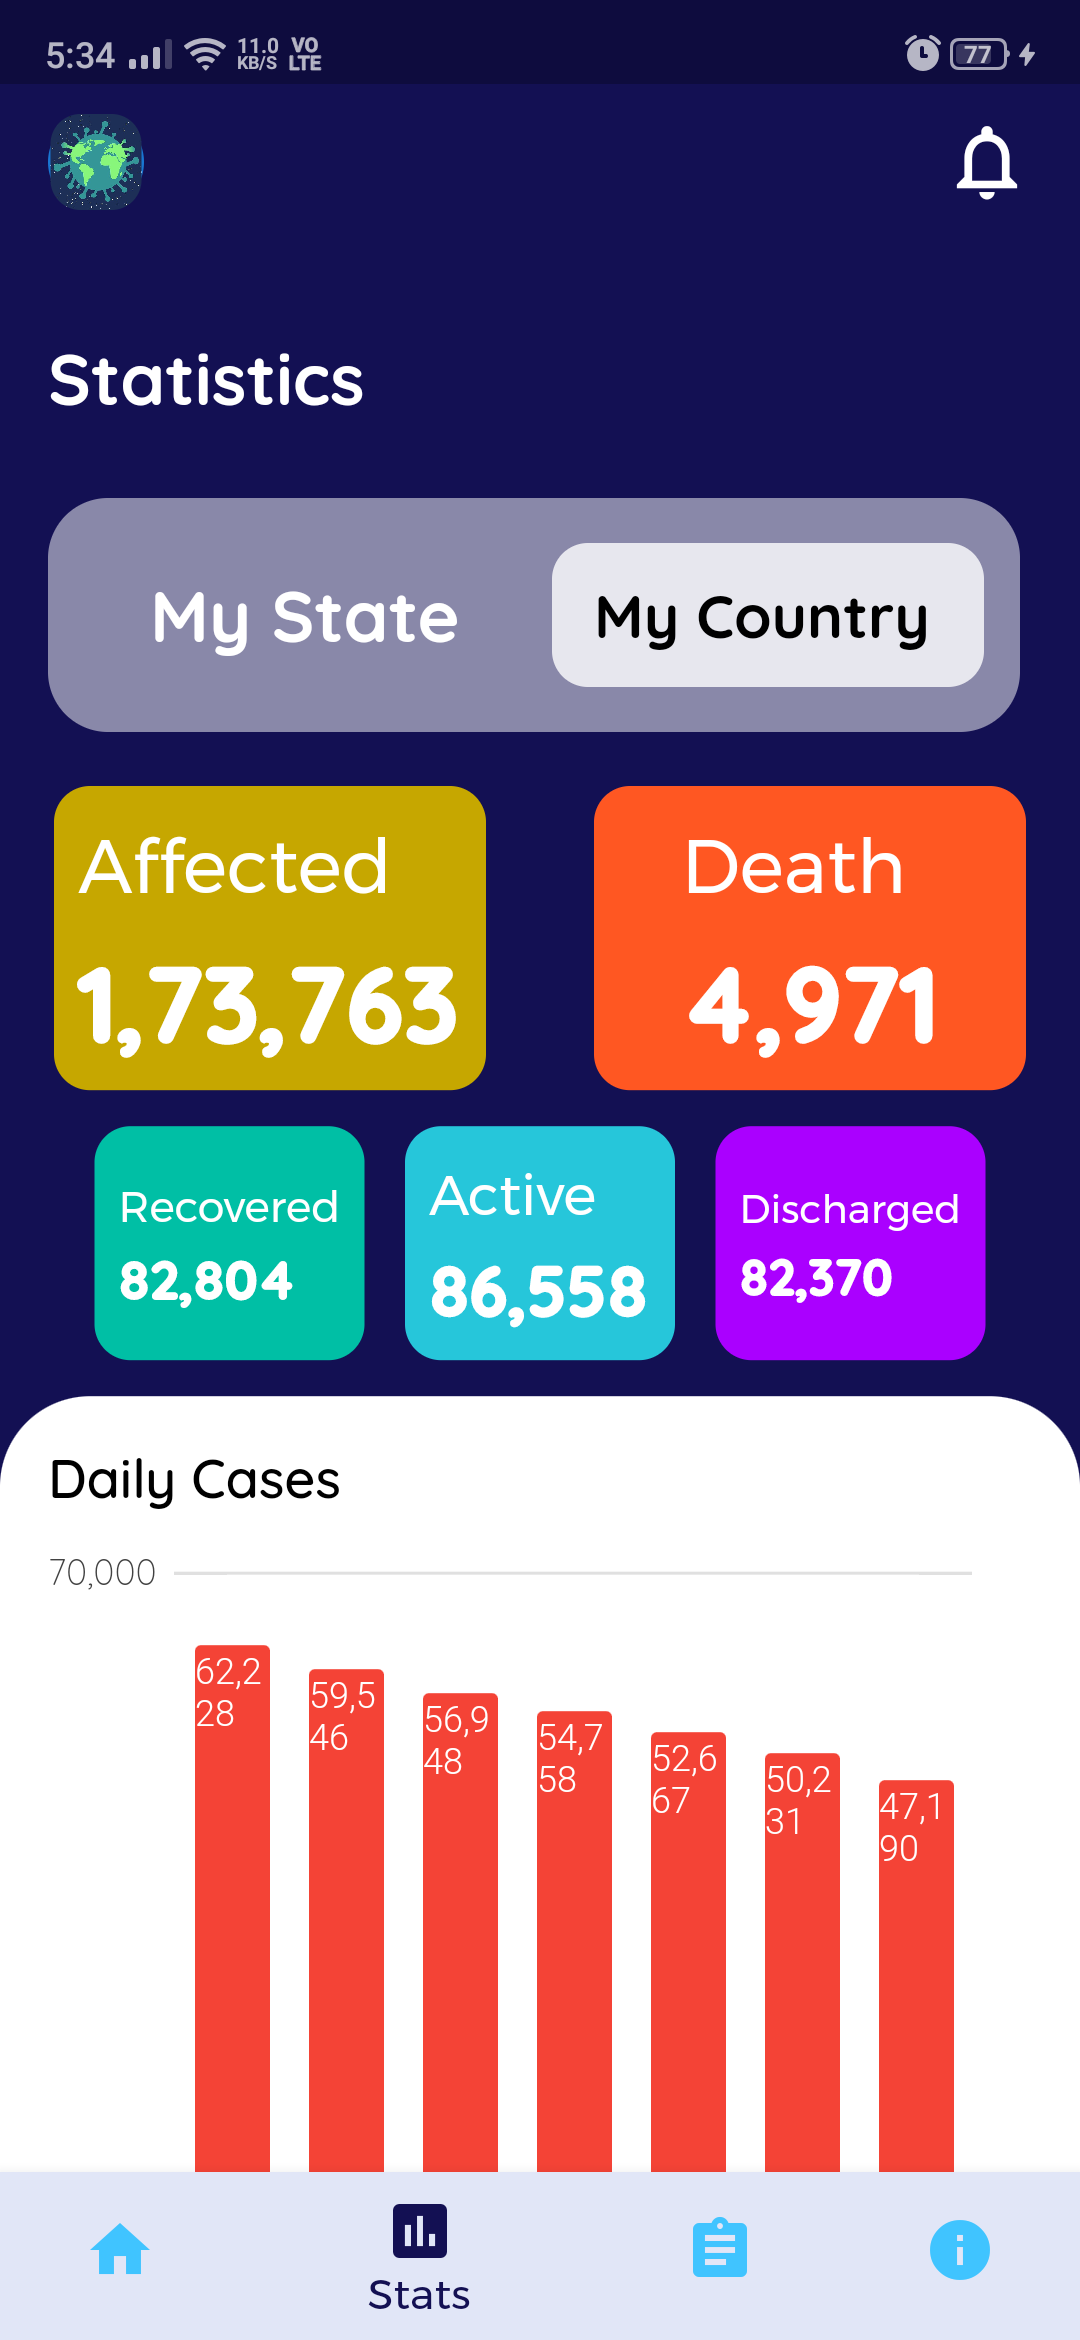 5:34 11.0 KB/S VO LTE 77
Statistics
My State My Country
Affected Death
1,73,763 4,971
Recovered Active Discharged
82,804 86,558 82,370
Daily Cases
70,000
62,2
28
59,5
46
56,9
48
54,7
58
52,6
67
50,2
31
47,1
90
Stats